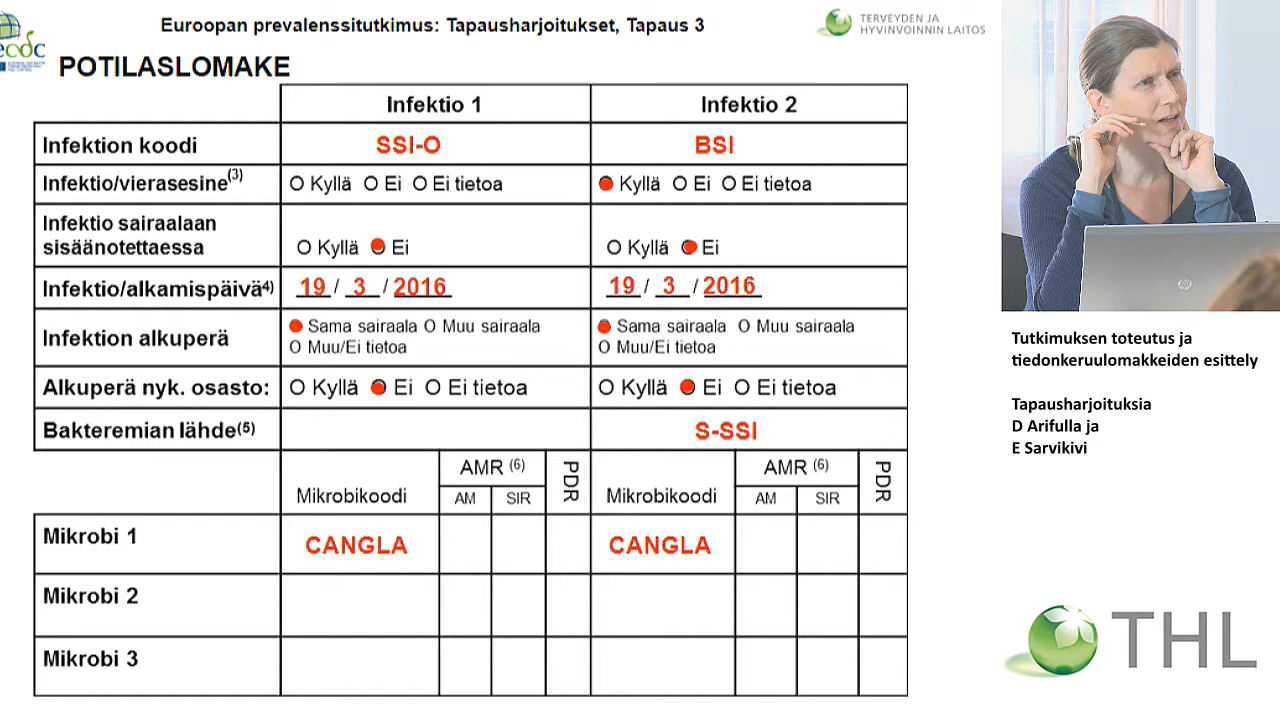 Euroopan prevalenssitutkimus: Tapausharjoitukset, Tapaus 3
TERVEYDEN JA
HYVINVOINNIN LAITOS
ecdc
POTILASLOMAKE
Infektio 1 Infektio 2
Infektion koodi SSI-O BSI
Infektio/vierasesine(3) O Kyllä O Ei O Ei tietoa Kyllä O Ei O Ei tietoa
Infektio sairaalaan
sisäänotettaessa O Kyllä Ei O Kyllä Ei
Infektio/alkamispäivä4) 19 / 3 / 2016 19 / 3 / 2016
Infektion alkuperä Sama sairaala O Muu sairaala Sama sairaala O Muu sairaala
O Muu/Ei tietoa O Muu/Ei tietoa
Alkuperä nyk. osasto: O Kyllä Ei O Ei tietoa O Kyllä Ei O Ei tietoa
Bakteremian lähde(5) S-SSI
Mikrobikoodi AMR (6) PDR Mikrobikoodi AMR (6) PDR
AM SIR AM SIR
Mikrobi 1 CANGLA CANGLA
Mikrobi 2
Mikrobi 3
hp
Tutkimuksen toteutus ja
tiedonkeruulomakkeiden esittely
Tapausharjoituksia
D Arifulla ja
E Sarvikivi
THL